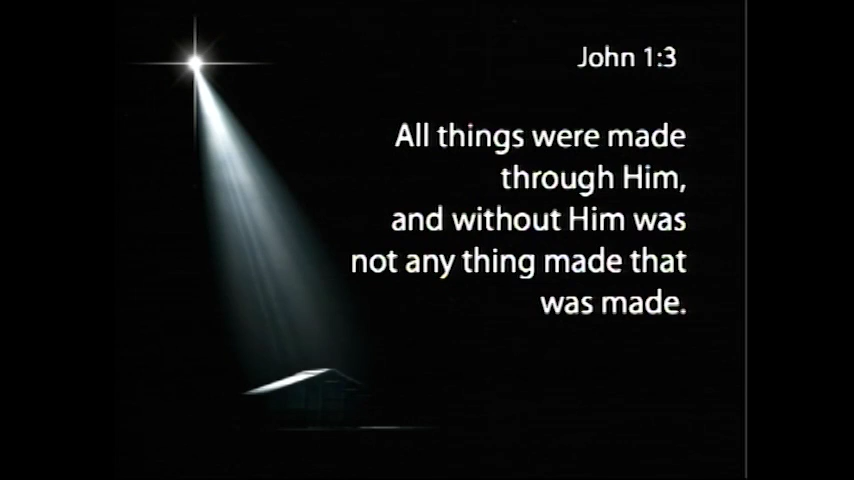 John 1:3
All things were made
through Him,
and without Him was
not any thing made that
was made.